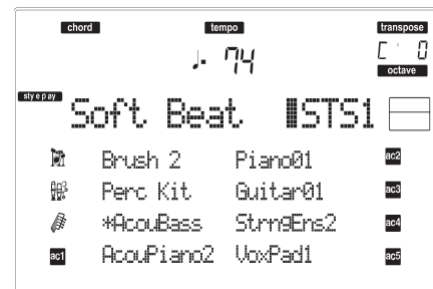 chord tempo transpose
♩. 74 C' 0
octave
style play
Soft Beat STS1
Brush 2 Piano01 ac2
Perc Kit Guitar01 ac3
*AcouBass StrngEns2 ac4
ac1 AcouPiano2 VoxPad1 ac5